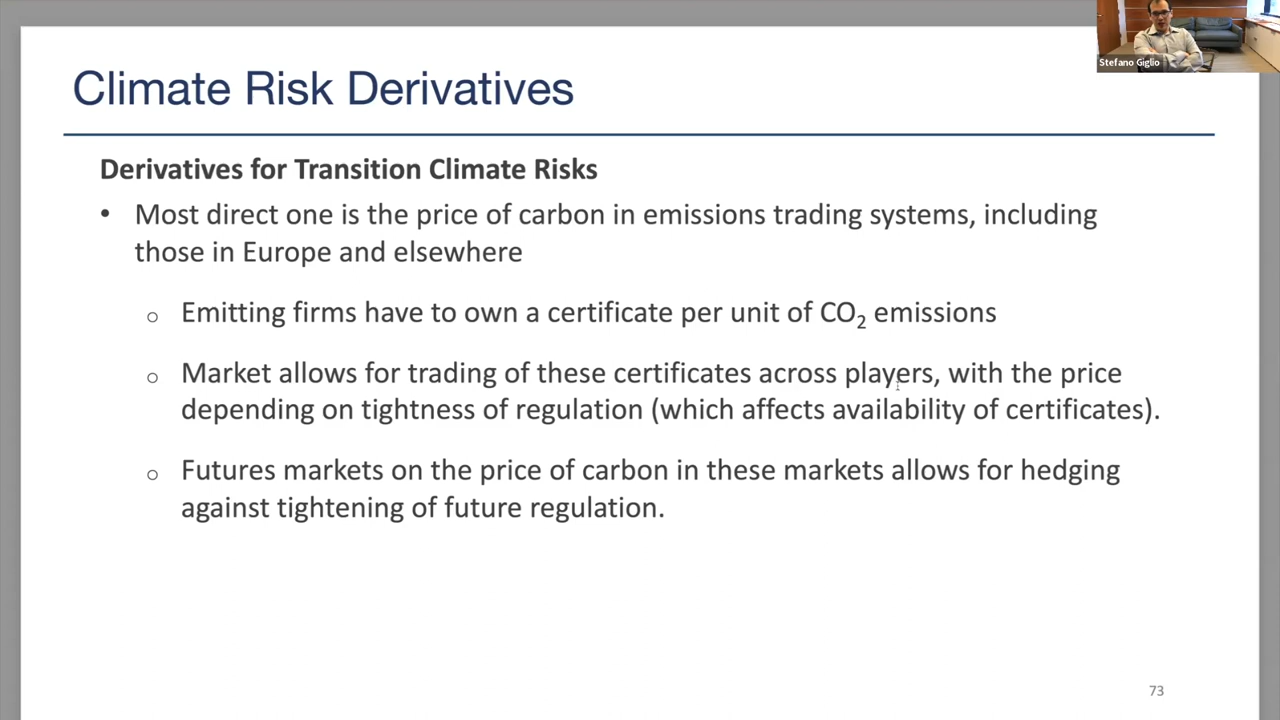 Stefano Giglio
Climate Risk Derivatives
Derivatives for Transition Climate Risks
• Most direct one is the price of carbon in emissions trading systems, including
those in Europe and elsewhere
o Emitting firms have to own a certificate per unit of CO₂ emissions
o Market allows for trading of these certificates across players, with the price
depending on tightness of regulation (which affects availability of certificates).
o Futures markets on the price of carbon in these markets allows for hedging
against tightening of future regulation.
73